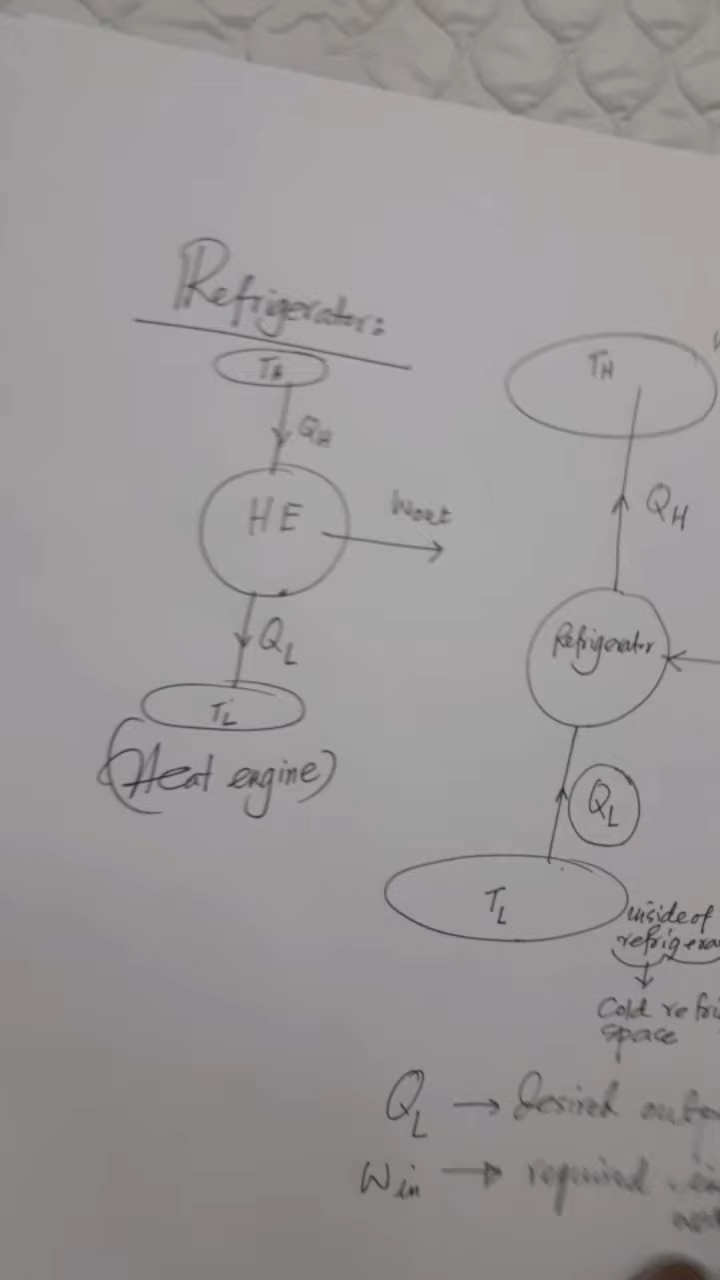 Refrigerator:
TH
QH
HE
Wout
QL
TL
(Heat engine)
TH
QH
Refrigerator
QL
TL
inside of
Cold
space
QL → desired
Win → required